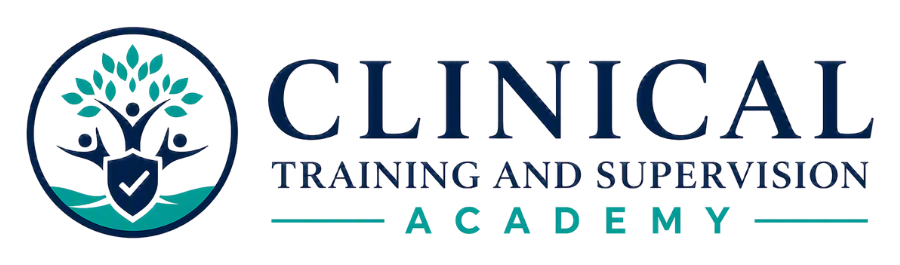 CLINICAL
TRAINING AND SUPERVISION
ACADEMY